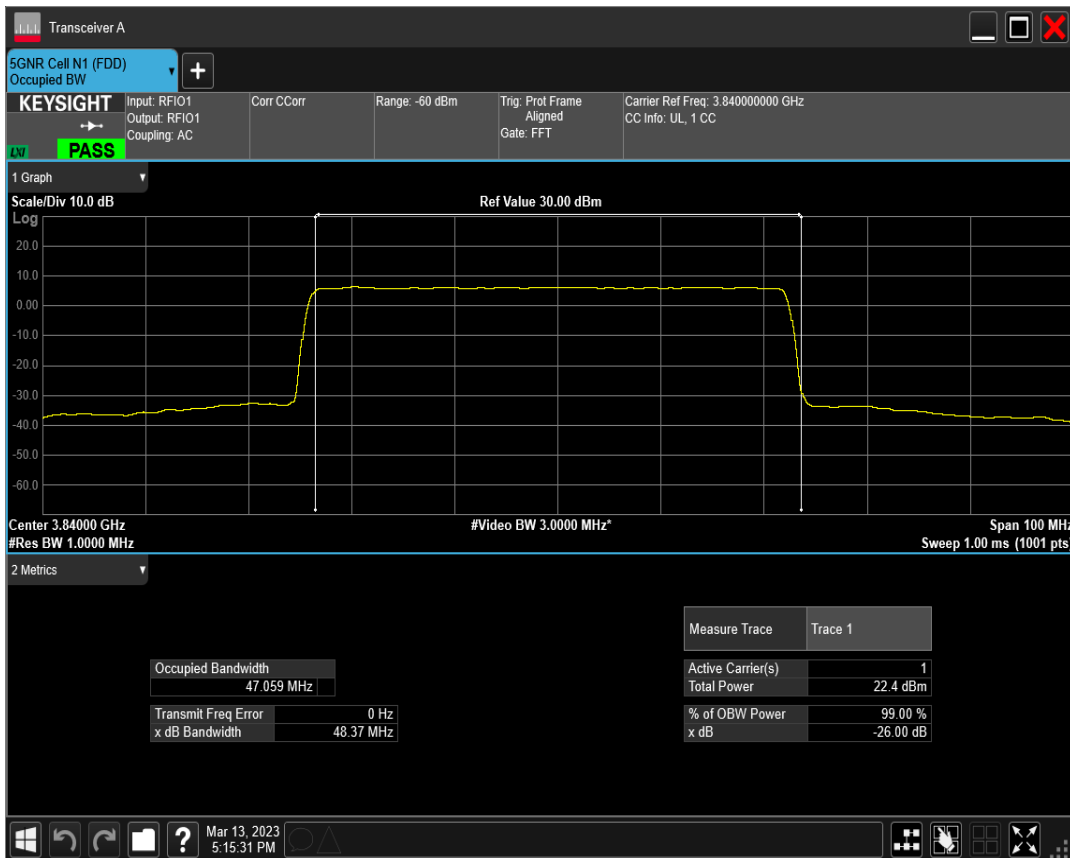 Transceiver A
5GNR Cell N1 (FDD)
Occupied BW
+
KEYSIGHT
LXI
PASS
Input: RFIO1
Output: RFIO1
Coupling: AC
Corr CCorr
Range: -60 dBm
Trig: Prot Frame
Aligned
Gate: FFT
Carrier Ref Freq: 3.840000000 GHz
CC Info: UL, 1 CC
1 Graph
Scale/Div 10.0 dB
Ref Value 30.00 dBm
Log
20.0
10.0
0.00
-10.0
-20.0
-30.0
-40.0
-50.0
-60.0
Center 3.84000 GHz
#Video BW 3.0000 MHz*
Span 100 MHz
#Res BW 1.0000 MHz
Sweep 1.00 ms (1001 pts)
2 Metrics
Measure Trace Trace 1
Occupied Bandwidth
47.059 MHz
Active Carrier(s) 1
Total Power 22.4 dBm
Transmit Freq Error 0 Hz
x dB Bandwidth 48.37 MHz
% of OBW Power 99.00 %
x dB -26.00 dB
?
Mar 13, 2023
5:15:31 PM